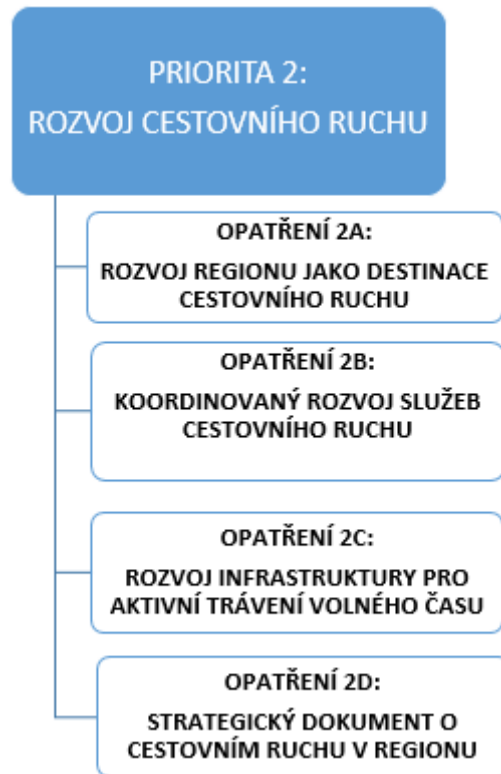 PRIORITA 2:
ROZVOJ CESTOVNÍHO RUCHU
OPATŘENÍ 2A:
ROZVOJ REGIONU JAKO DESTINACE
CESTOVNÍHO RUCHU
OPATŘENÍ 2B:
KOORDINOVANÝ ROZVOJ SLUŽEB
CESTOVNÍHO RUCHU
OPATŘENÍ 2C:
ROZVOJ INFRASTRUKTURY PRO
AKTIVNÍ TRÁVENÍ VOLNÉHO ČASU
OPATŘENÍ 2D:
STRATEGICKÝ DOKUMENT O
CESTOVNÍM RUCHU V REGIONU